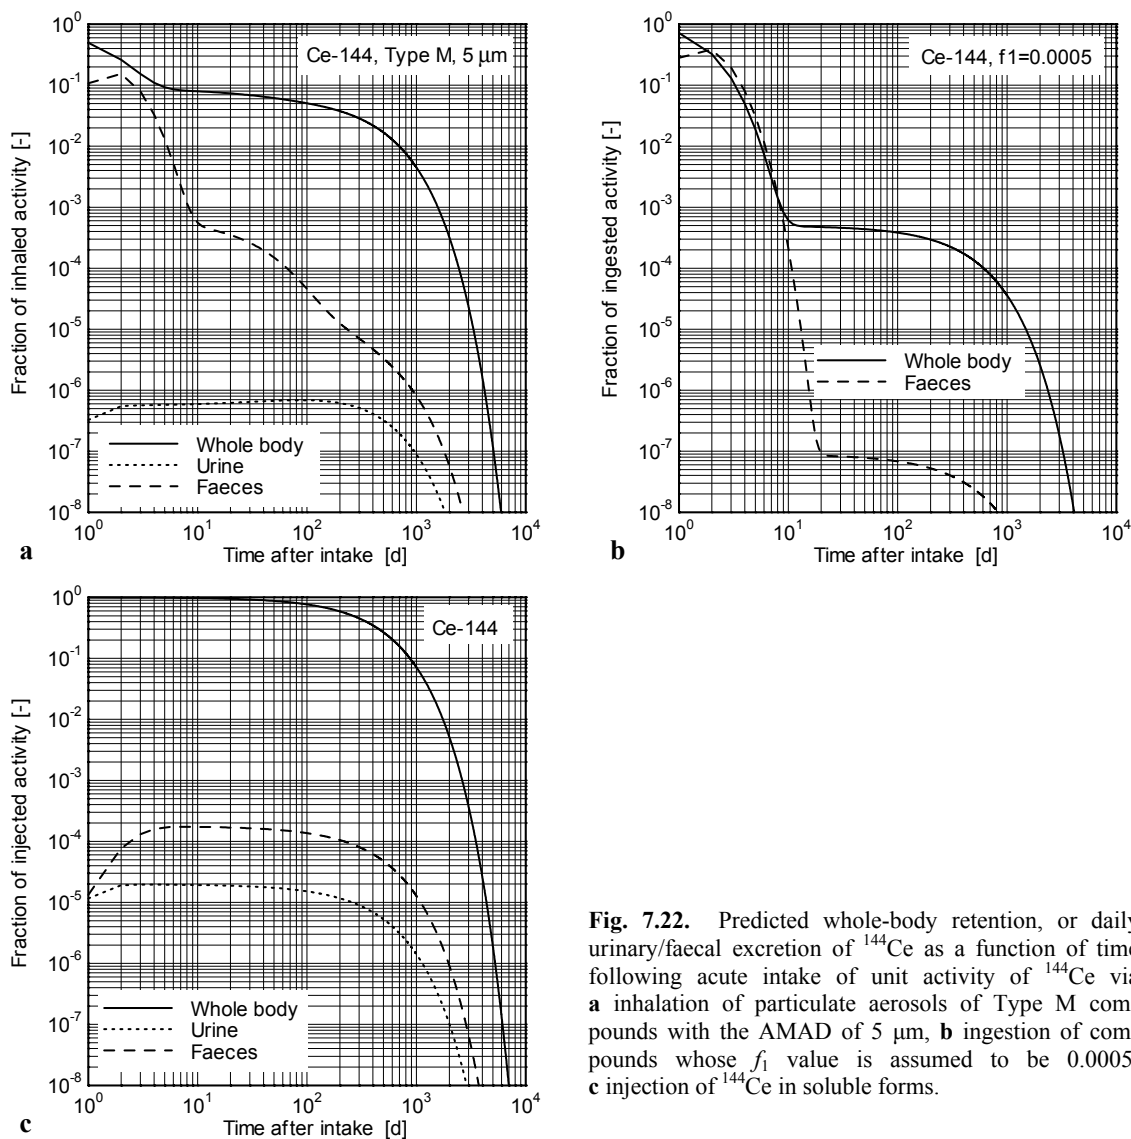 Fraction of inhaled activity [-]
10^0
10^-1
10^-2
10^-3
10^-4
10^-5
10^-6
10^-7
10^-8
Ce-144, Type M, 5 μm
Whole body
Urine
Faeces
10^0 10^1 10^2 10^3 10^4
Time after intake [d]
a
Fraction of ingested activity [-]
10^0
10^-1
10^-2
10^-3
10^-4
10^-5
10^-6
10^-7
10^-8
Ce-144, f1=0.0005
Whole body
Faeces
10^0 10^1 10^2 10^3 10^4
Time after intake [d]
b
Fraction of injected activity [-]
10^0
10^-1
10^-2
10^-3
10^-4
10^-5
10^-6
10^-7
10^-8
Ce-144
Whole body
Urine
Faeces
10^0 10^1 10^2 10^3 10^4
Time after intake [d]
c
Fig. 7.22. Predicted whole-body retention, or daily
urinary/faecal excretion of ^144Ce as a function of time
following acute intake of unit activity of ^144Ce via
a inhalation of particulate aerosols of Type M com
pounds with the AMAD of 5 μm, b ingestion of com
pounds whose f1 value is assumed to be 0.0005
c injection of ^144Ce in soluble forms.